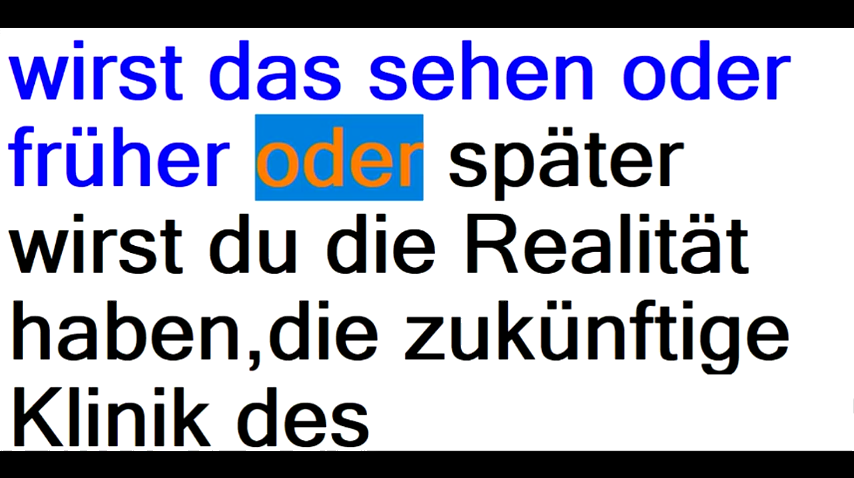 wirst das sehen oder
früher oder später
wirst du die Realität
haben,die zukünftige
Klinik des